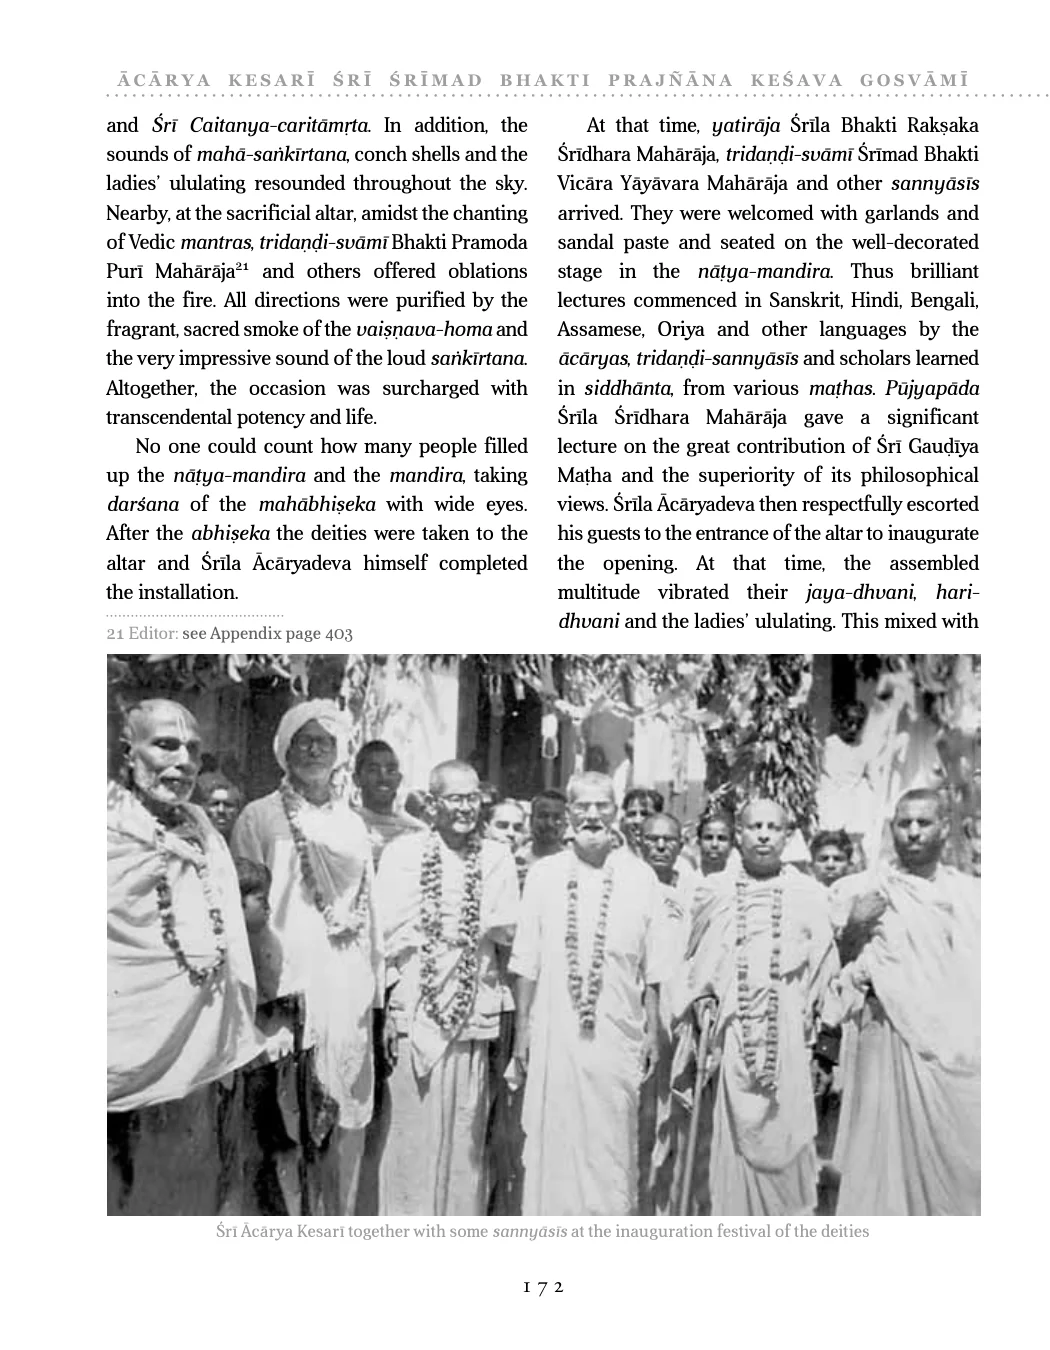 ĀCĀRYA KESARĪ ŚRĪ ŚRĪMAD BHAKTI PRAJÑĀNA KEŚAVA GOSVĀMĪ
and Śrī Caitanya-caritāmṛta. In addition, the
sounds of mahā-saṅkīrtana, conch shells and the
ladies’ ululating resounded throughout the sky.
Nearby, at the sacrificial altar, amidst the chanting
of Vedic mantras, tridaṇḍi-svāmī Bhakti Pramoda
Purī Mahārāja²¹ and others offered oblations
into the fire. All directions were purified by the
fragrant, sacred smoke of the vaiṣṇava-homa and
the very impressive sound of the loud saṅkīrtana.
Altogether, the occasion was surcharged with
transcendental potency and life.
No one could count how many people filled
up the nāṭya-mandira and the mandira, taking
darśana of the mahābhiṣeka with wide eyes.
After the abhiṣeka the deities were taken to the
altar and Śrīla Ācāryadeva himself completed
the installation.
21 Editor: see Appendix page 403
At that time, yatirāja Śrīla Bhakti Rakṣaka
Śrīdhara Mahārāja, tridaṇḍi-svāmī Śrīmad Bhakti
Vicāra Yāyāvara Mahārāja and other sannyāsīs
arrived. They were welcomed with garlands and
sandal paste and seated on the well-decorated
stage in the nāṭya-mandira. Thus brilliant
lectures commenced in Sanskrit, Hindi, Bengali,
Assamese, Oriya and other languages by the
ācāryas, tridaṇḍi-sannyāsīs and scholars learned
in siddhānta, from various maṭhas. Pūjyapāda
Śrīla Śrīdhara Mahārāja gave a significant
lecture on the great contribution of Śrī Gauḍīya
Maṭha and the superiority of its philosophical
views. Śrīla Ācāryadeva then respectfully escorted
his guests to the entrance of the altar to inaugurate
the opening. At that time, the assembled
multitude vibrated their jaya-dhvani, hari-
dhvani and the ladies’ ululating. This mixed with
Śrī Ācārya Kesarī together with some sannyāsīs at the inauguration festival of the deities
172